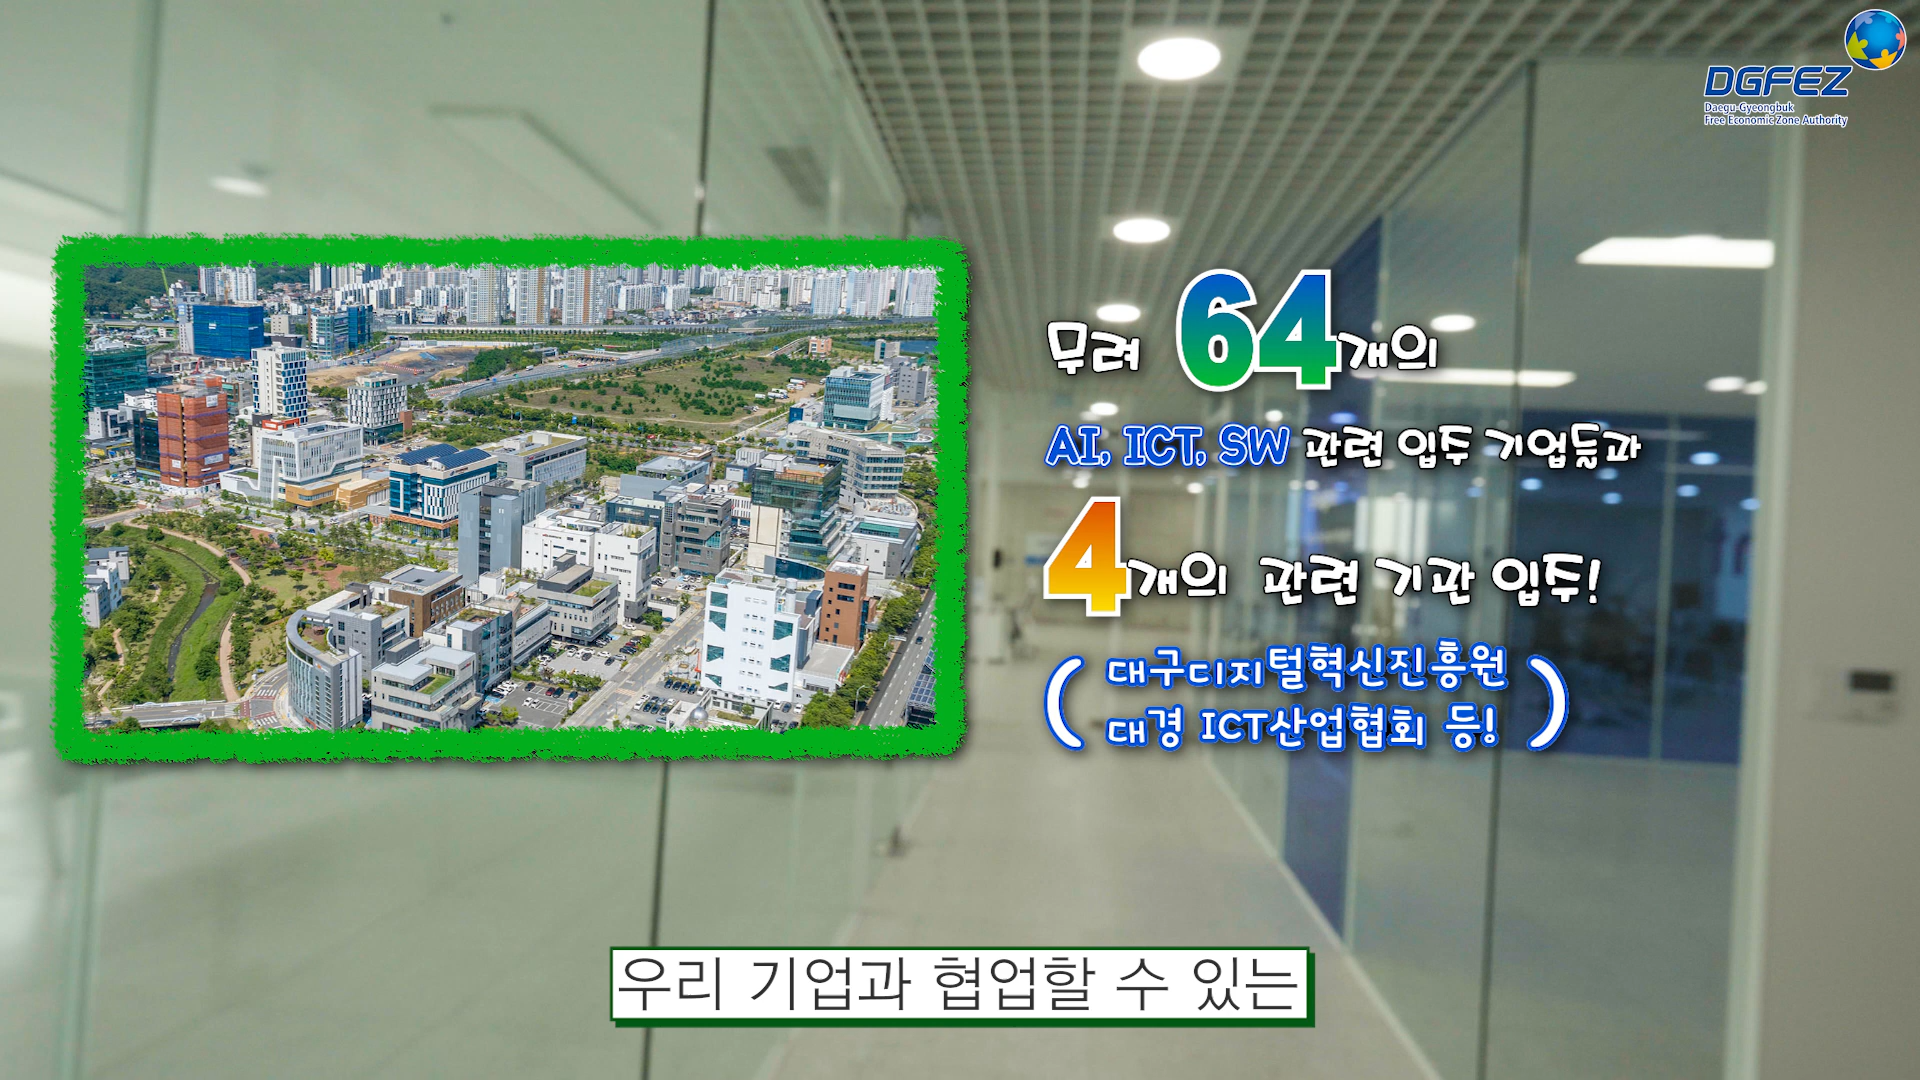 DGFEZ
Daegu-Gyeongbuk
Free Economic Zone Authority
무려 64개의
AI, ICT, SW 관련 입주 기업들과
4개의 관련 기관 입주!
( 대구디지털혁신진흥원
대경 ICT산업협회 등! )
우리 기업과 협업할 수 있는